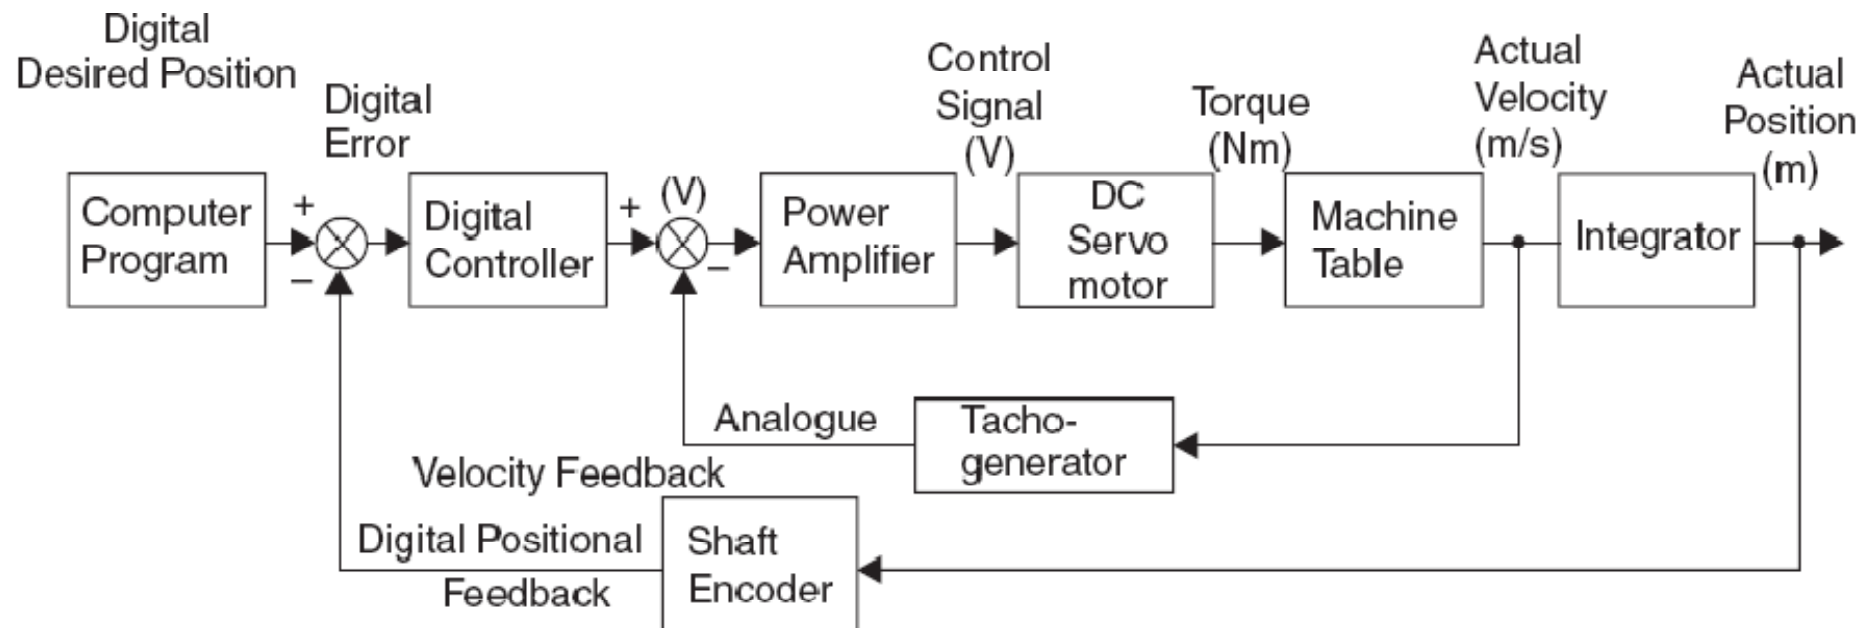 Digital
Desired Position
Digital
Error
Control
Signal
(V)
Torque
(Nm)
Actual
Velocity
(m/s)
Actual
Position
(m)
Computer
Program
+
−
Digital
Controller
+
(V)
−
Power
Amplifier
DC
Servo
motor
Machine
Table
Integrator
Analogue
Velocity Feedback
Tacho-
generator
Digital Positional
Feedback
Shaft
Encoder